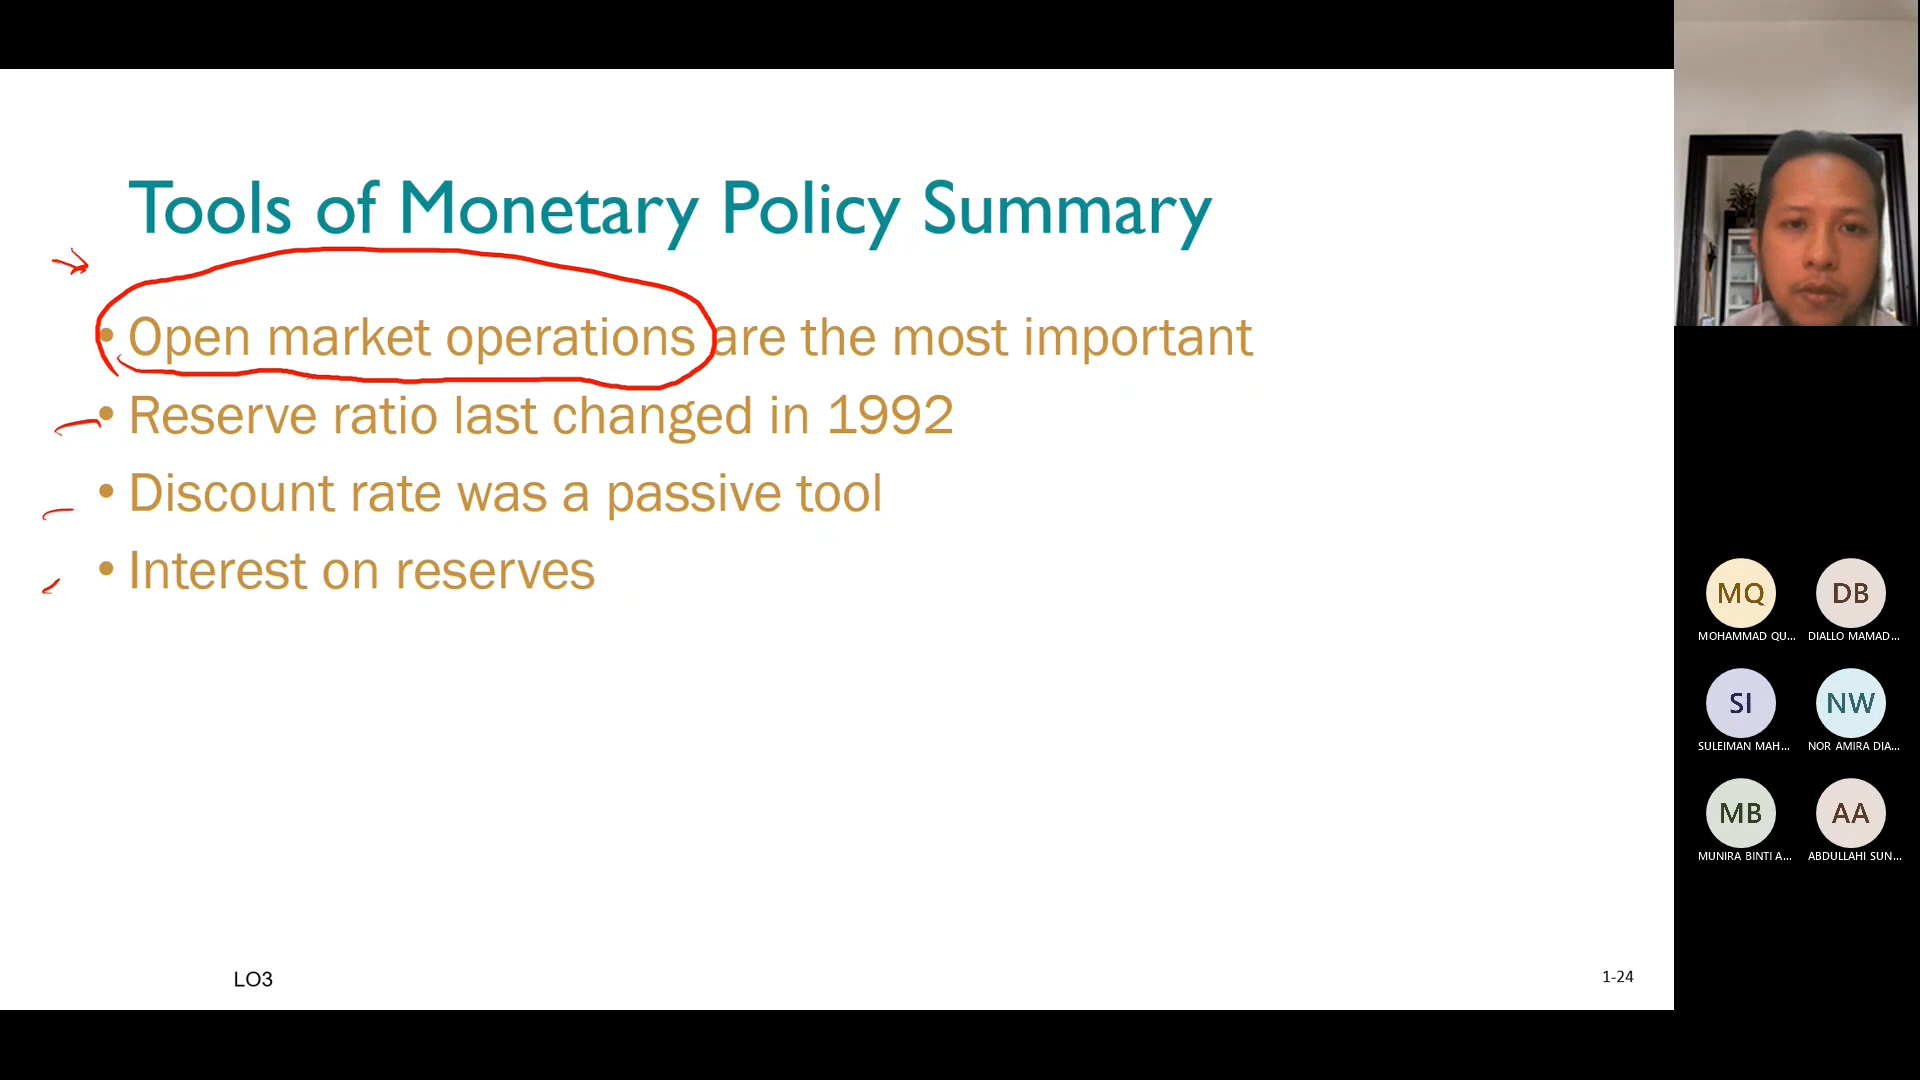 Tools of Monetary Policy Summary
• Open market operations are the most important
• Reserve ratio last changed in 1992
• Discount rate was a passive tool
• Interest on reserves
LO3
1-24
MQ
DB
MOHAMMAD QU...
DIALLO MAMAD...
SI
NW
SULEIMAN MAH...
NOR AMIRA DIA...
MB
AA
MUNIRA BINTI A...
ABDULLAHI SUN...